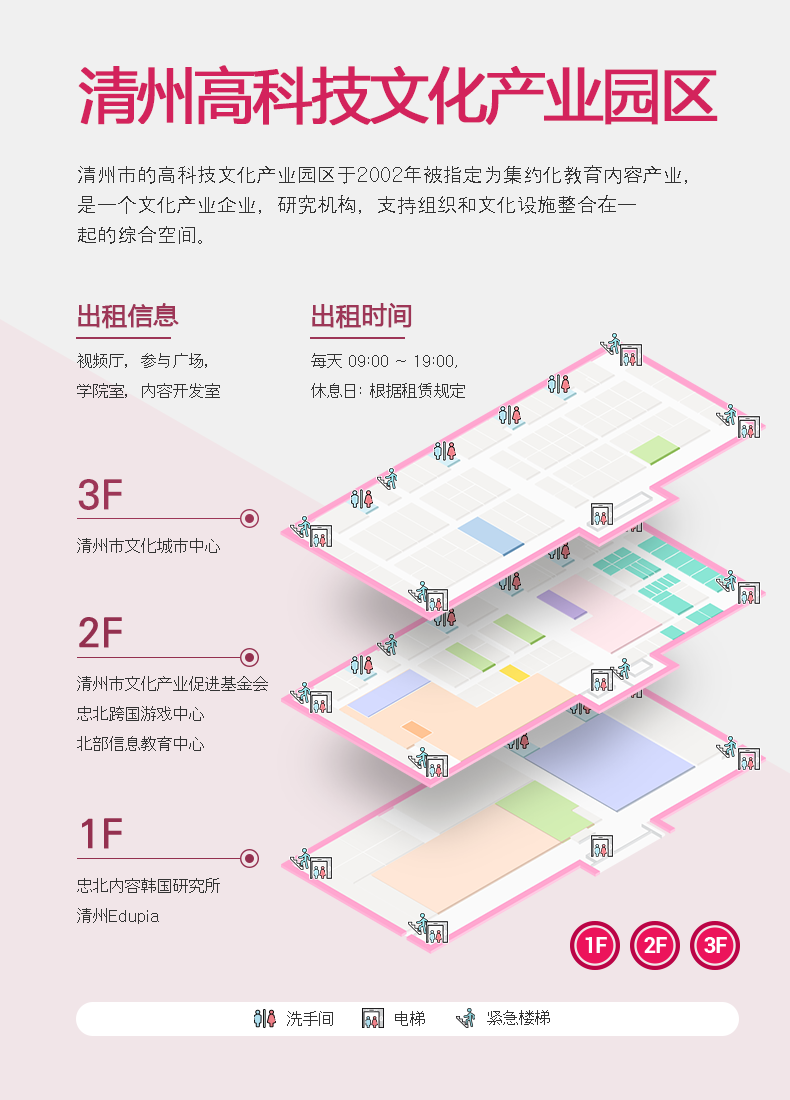 清州高科技文化产业园区
清州市的高科技文化产业园区于2002年被指定为集约化教育内容产业,
是一个文化产业企业, 研究机构, 支持组织和文化设施整合在一
起的综合空间。
出租信息
视频厅, 参与广场,
学院室, 内容开发室
出租时间
每天 09:00 ~ 19:00,
休息日: 根据租赁规定
3F
清州市文化城市中心
2F
清州市文化产业促进基金会
忠北跨国游戏中心
北部信息教育中心
1F
忠北内容韩国研究所
清州Edupia
1F 2F 3F
洗手间 电梯 紧急楼梯